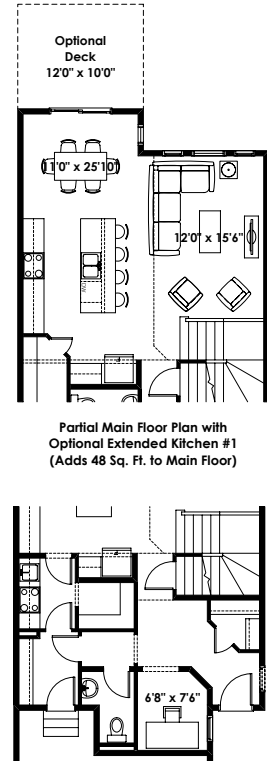 Optional
Deck
12'0" x 10'0"
11'0" x 25'10"
12'0" x 15'6"
Partial Main Floor Plan with
Optional Extended Kitchen #1
(Adds 48 Sq. Ft. to Main Floor)
6'8" x 7'6"